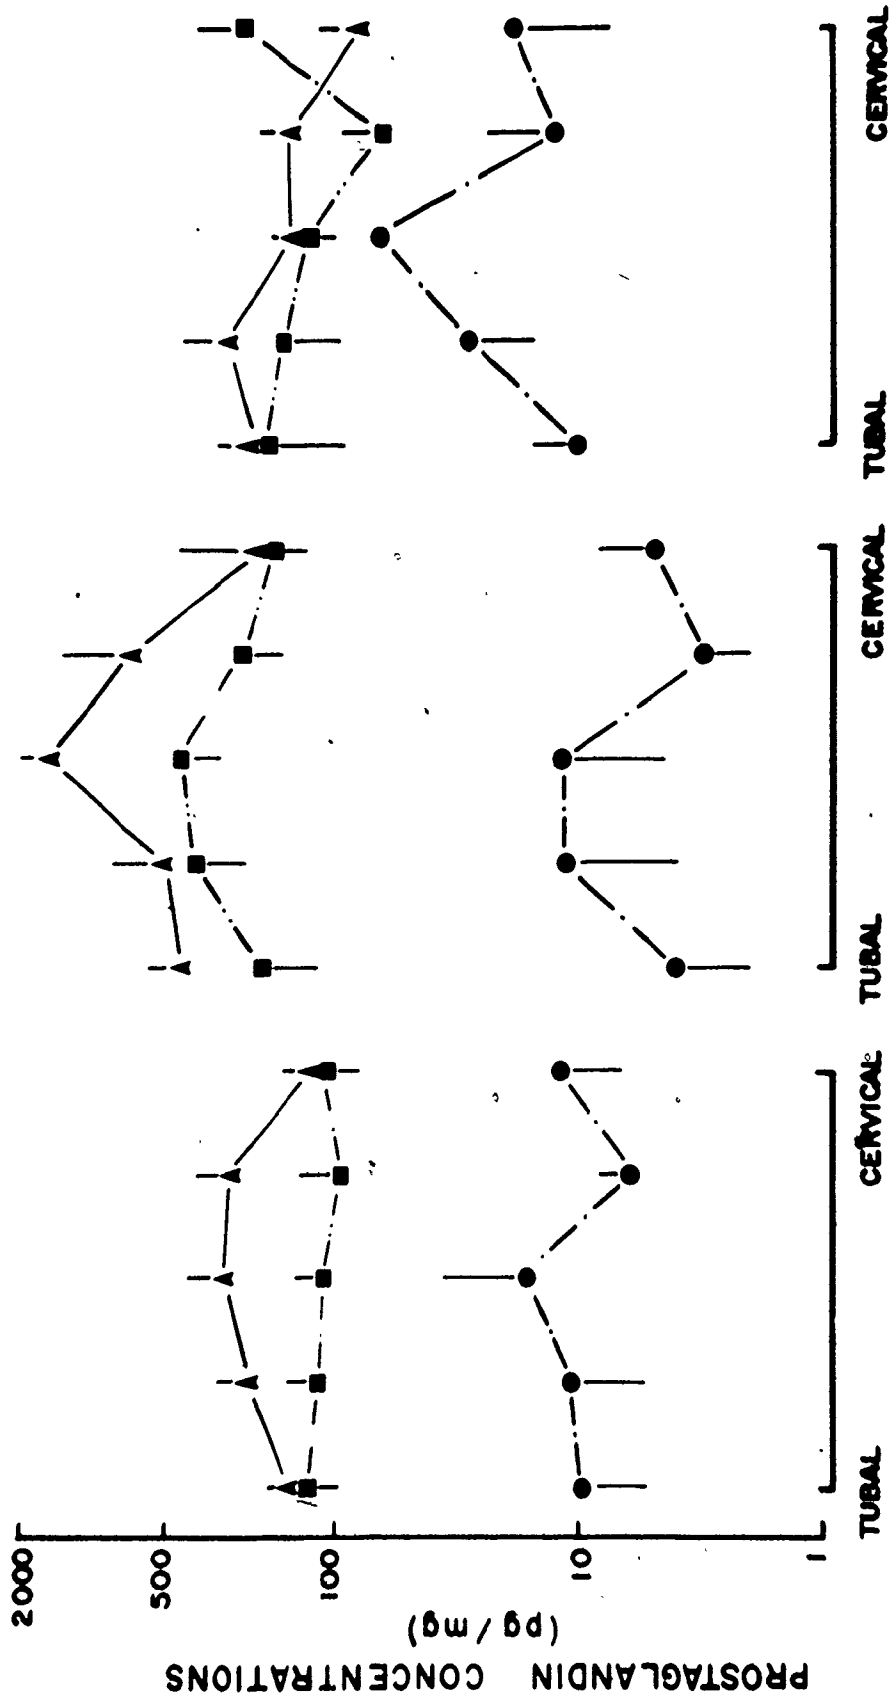 PROSTAGLANDIN CONCENTRATIONS
(pg / mg)
2000
500
100
10
1
TUBAL CERVICAL TUBAL CERVICAL TUBAL CERVICAL